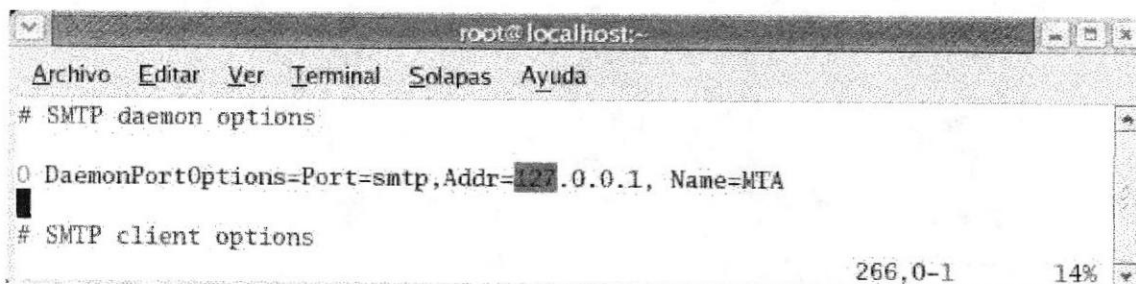 root@localhost:~
Archivo Editar Ver Terminal Solapas Ayuda
# SMTP daemon options
O DaemonPortOptions=Port=smtp,Addr=127.0.0.1, Name=MTA
# SMTP client options
266,0-1 14%